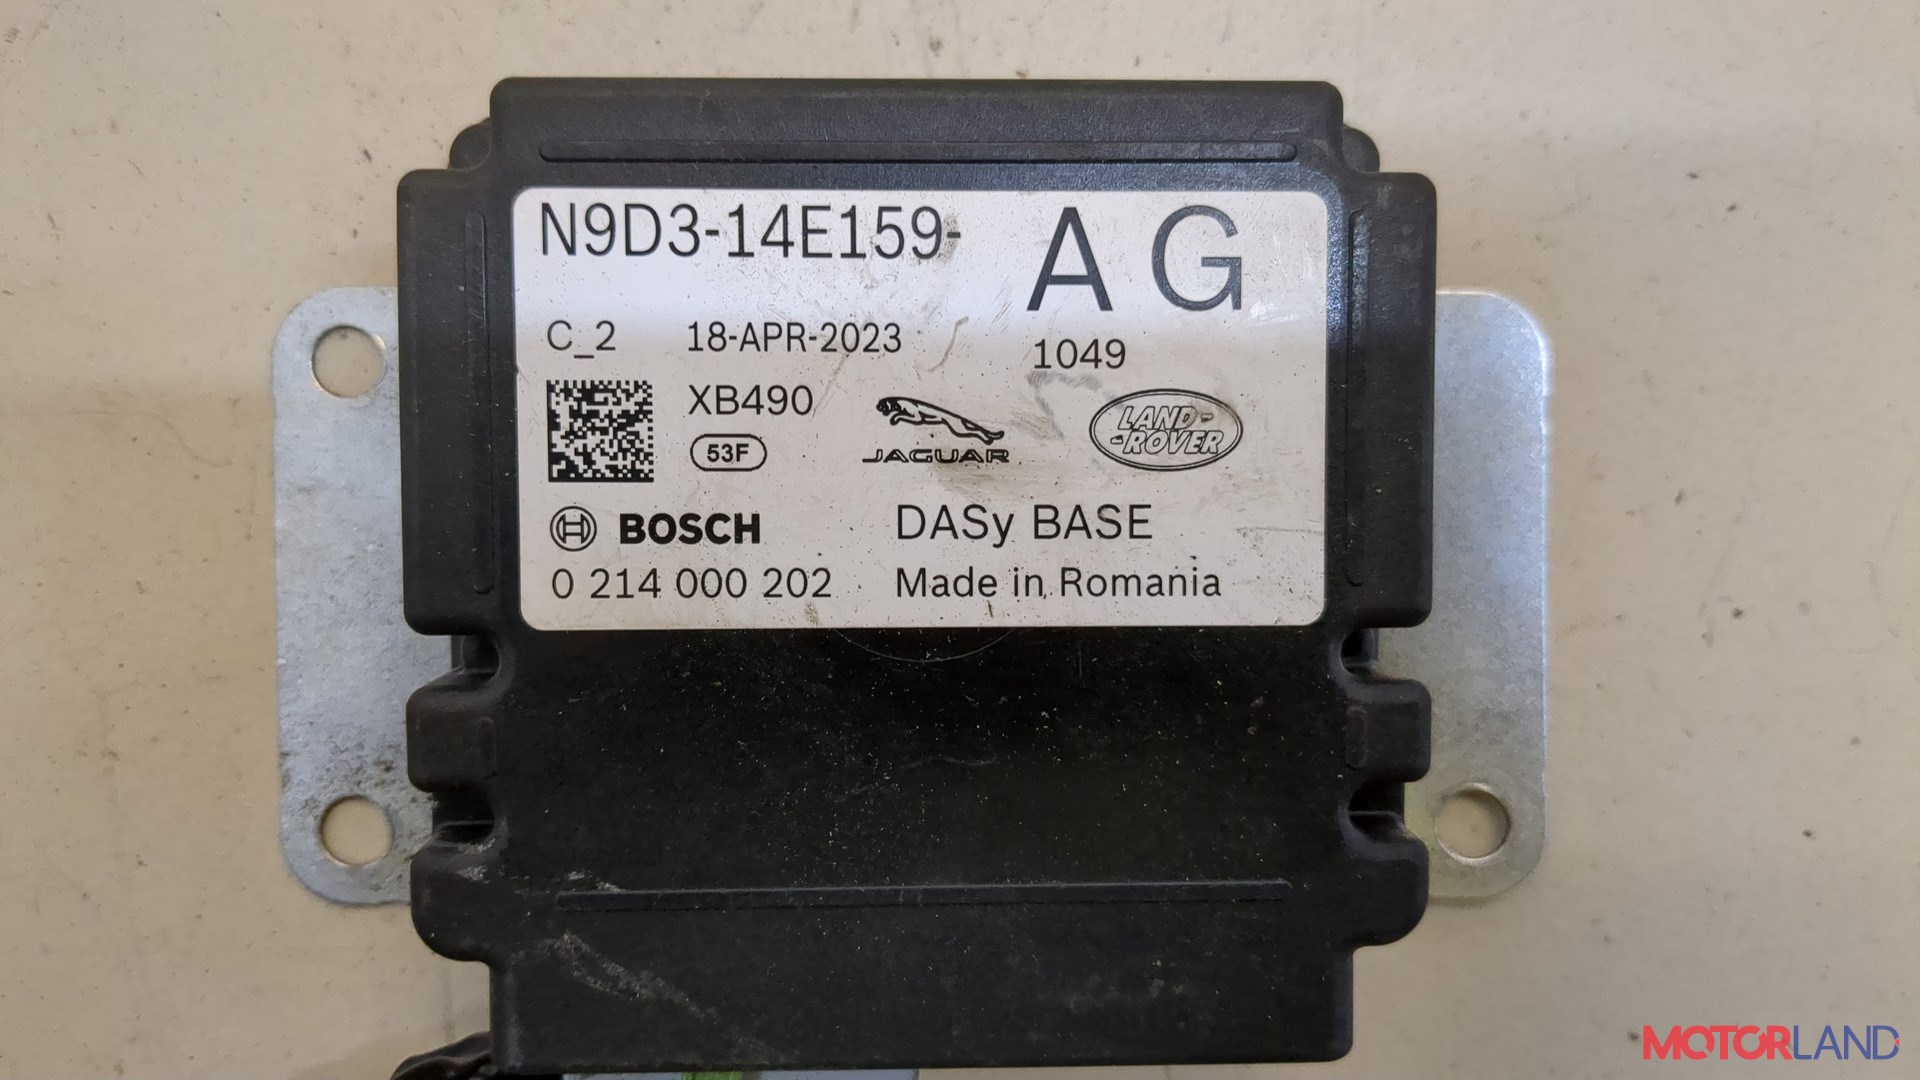 N9D3-14E159- A G
C_2 18-APR-2023 1049
XB490
53F
JAGUAR
LAND-
-ROVER
BOSCH DASy BASE
0 214 000 202 Made in Romania
MOTORLAND